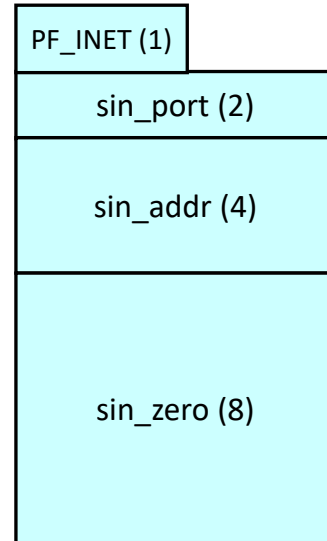 PF_INET (1)
sin_port (2)
sin_addr (4)
sin_zero (8)